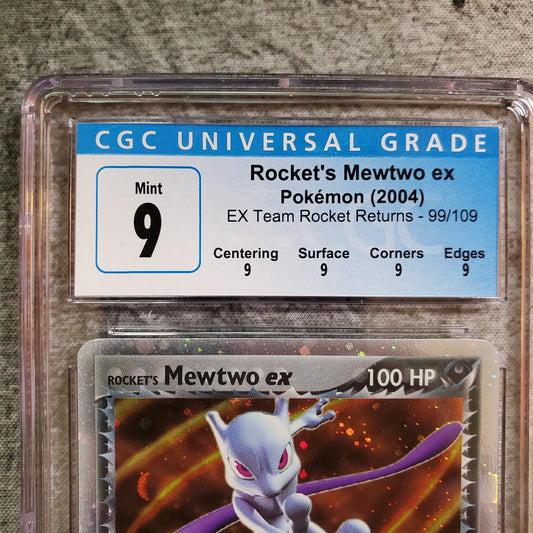 CGC UNIVERSAL GRADE
Mint
9
Rocket's Mewtwo ex
Pokémon (2004)
EX Team Rocket Returns - 99/109
Centering Surface Corners Edges
9 9 9 9
CGC
ROCKET'S Mewtwo ex 100 HP